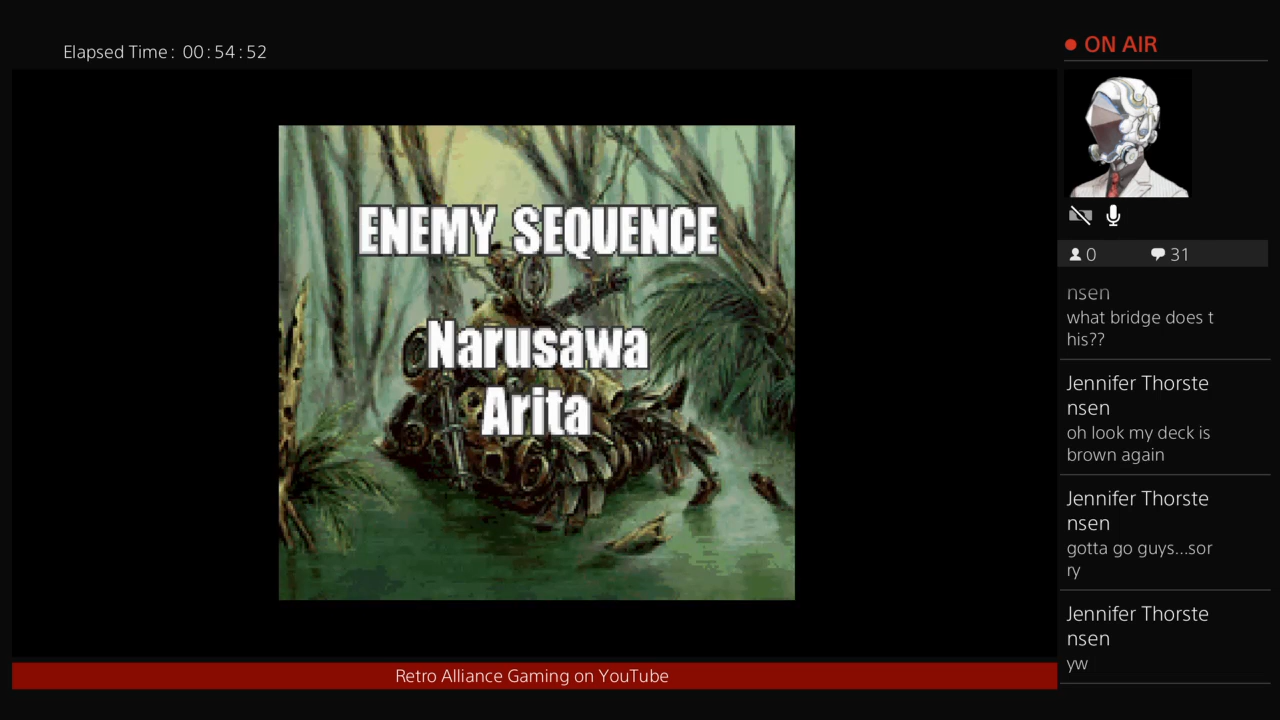 Elapsed Time: 00:54:52
ON AIR
ENEMY SEQUENCE
Narusawa
Arita
0 31
nsen
what bridge does t
his??
Jennifer Thorste
nsen
oh look my deck is
brown again
Jennifer Thorste
nsen
gotta go guys...sor
ry
Jennifer Thorste
nsen
yw
Retro Alliance Gaming on YouTube